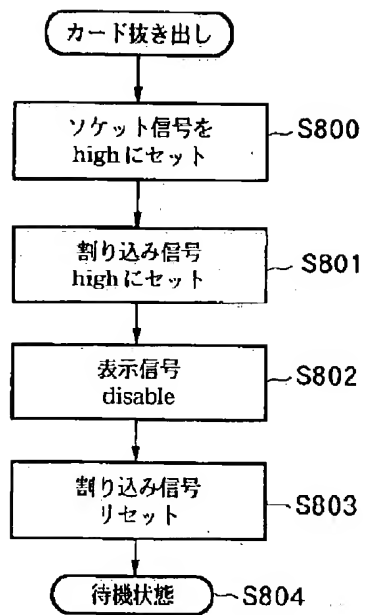 カード抜き出し
ソケット信号を
highにセット
S800
割り込み信号
highにセット
S801
表示信号
disable
S802
割り込み信号
リセット
S803
待機状態
S804